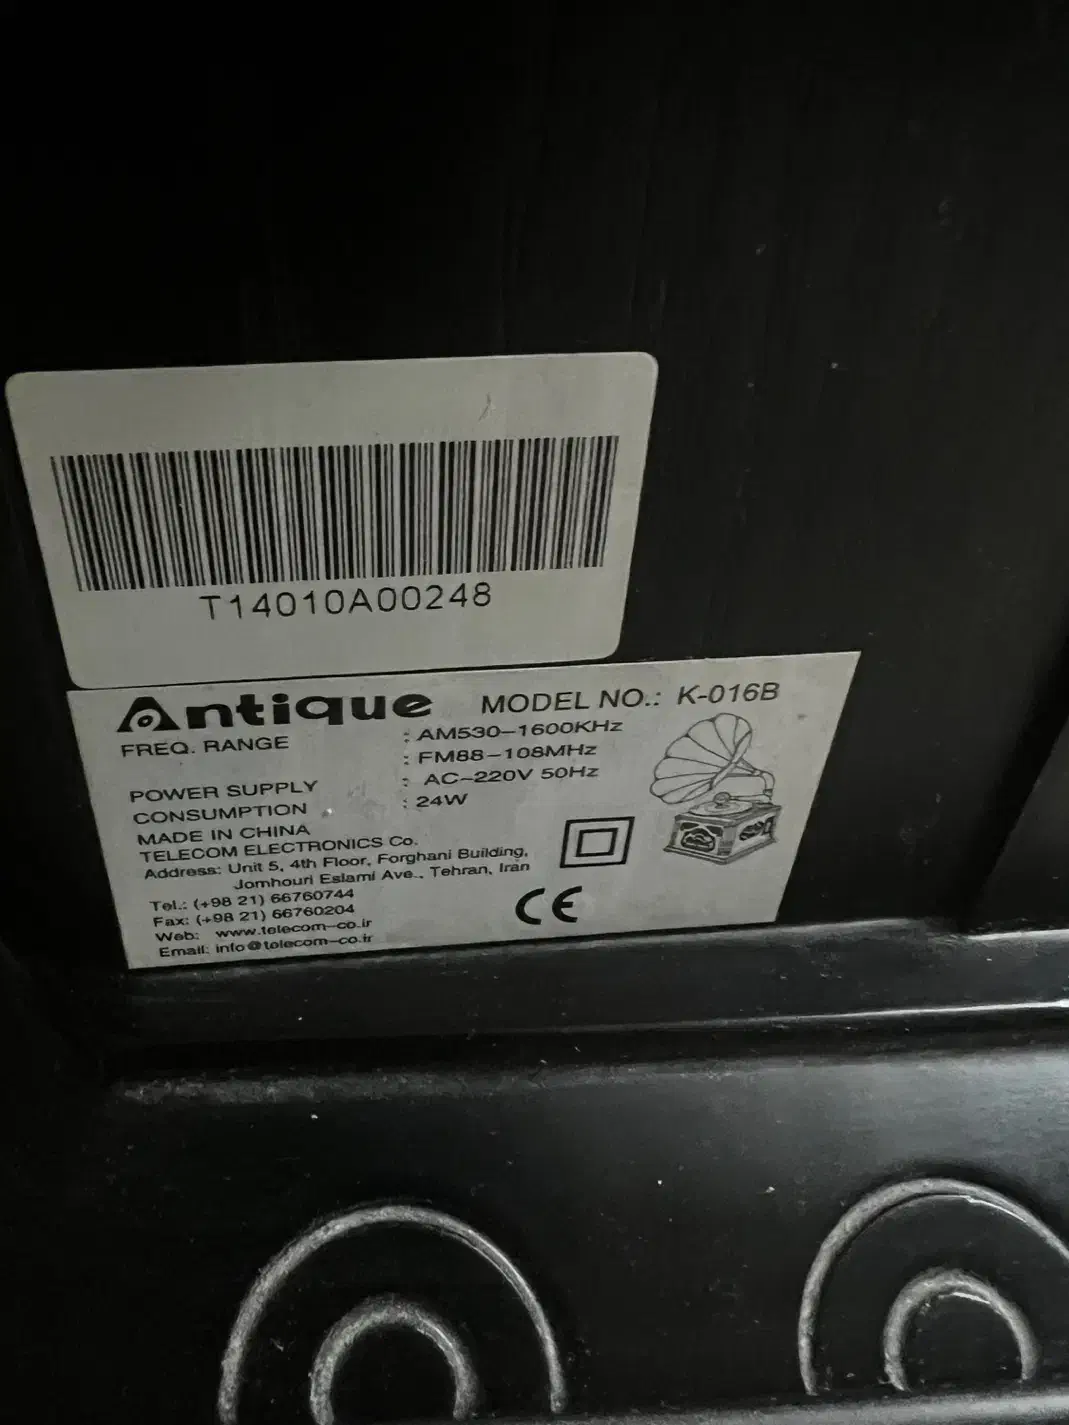 T14010A00248
Antique MODEL NO.: K-016B
FREQ. RANGE : AM530-1600KHz
: FM88-108MHz
POWER SUPPLY : AC~220V 50Hz
CONSUMPTION : 24W
MADE IN CHINA
TELECOM ELECTRONICS Co.
Address: Unit 5, 4th Floor, Forghani Building,
Jomhouri Eslami Ave., Tehran, Iran
Tel.: (+98 21) 66760744
Fax: (+98 21) 66760204
Web: www.telecom-co.ir
Email: info@telecom-co.ir
CE